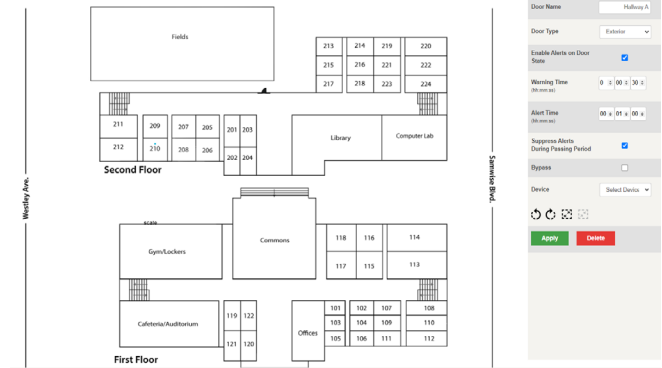 Fields
213 214 219 220
215 216 221 222
217 218 223 224
211 209 207 205 201 203
212 210 208 206 202 204
Library
Computer Lab
Second Floor
Westley Ave.
Samwise Blvd.
scale
Gym/Lockers
Commons
118 116 114
117 115 113
Cafeteria/Auditorium
119 122
121 120
Offices
101 102 107 108
103 104 109 110
105 106 111 112
First Floor
Door Name
Hallway A
Door Type
Exterior
Enable Alerts on Door
State
Warning Time
(hh:mm:ss)
0 : 00 : 30 :
Alert Time
(hh:mm:ss)
00 : 01 : 00 :
Suppress Alerts
During Passing Period
Bypass
Device
Select Device
Apply
Delete